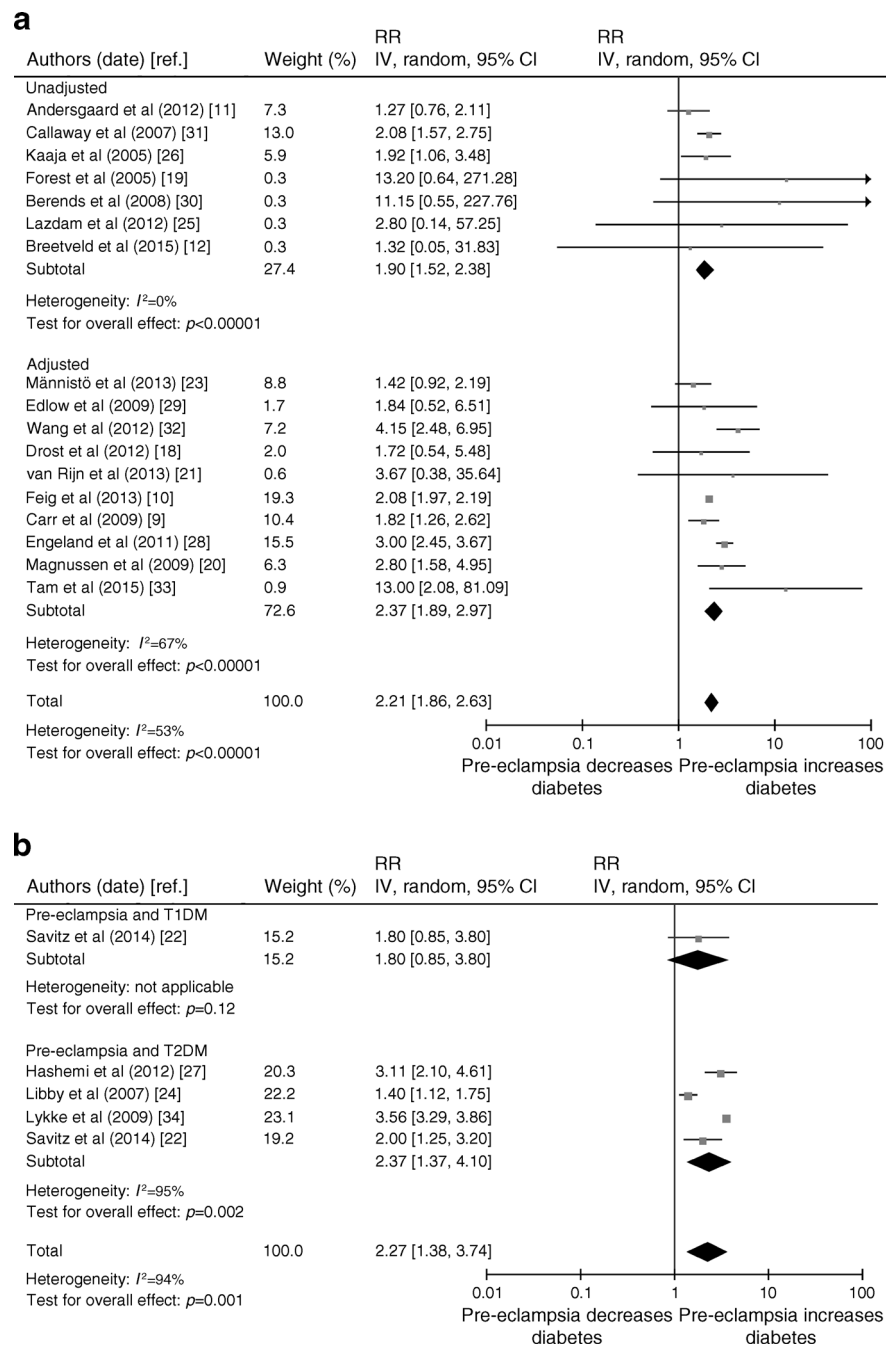 a
RR RR
Authors (date) [ref.] Weight (%) IV, random, 95% CI IV, random, 95% CI
Unadjusted
Andersgaard et al (2012) [11] 7.3 1.27 [0.76, 2.11]
Callaway et al (2007) [31] 13.0 2.08 [1.57, 2.75]
Kaaja et al (2005) [26] 5.9 1.92 [1.06, 3.48]
Forest et al (2005) [19] 0.3 13.20 [0.64, 271.28]
Berends et al (2008) [30] 0.3 11.15 [0.55, 227.76]
Lazdam et al (2012) [25] 0.3 2.80 [0.14, 57.25]
Breetveld et al (2015) [12] 0.3 1.32 [0.05, 31.83]
Subtotal 27.4 1.90 [1.52, 2.38]
Heterogeneity: I²=0%
Test for overall effect: p<0.00001
Adjusted
Männistö et al (2013) [23] 8.8 1.42 [0.92, 2.19]
Edlow et al (2009) [29] 1.7 1.84 [0.52, 6.51]
Wang et al (2012) [32] 7.2 4.15 [2.48, 6.95]
Drost et al (2012) [18] 2.0 1.72 [0.54, 5.48]
van Rijn et al (2013) [21] 0.6 3.67 [0.38, 35.64]
Feig et al (2013) [10] 19.3 2.08 [1.97, 2.19]
Carr et al (2009) [9] 10.4 1.82 [1.26, 2.62]
Engeland et al (2011) [28] 15.5 3.00 [2.45, 3.67]
Magnussen et al (2009) [20] 6.3 2.80 [1.58, 4.95]
Tam et al (2015) [33] 0.9 13.00 [2.08, 81.09]
Subtotal 72.6 2.37 [1.89, 2.97]
Heterogeneity: I²=67%
Test for overall effect: p<0.00001
Total 100.0 2.21 [1.86, 2.63]
Heterogeneity: I²=53%
Test for overall effect: p<0.00001
0.01 0.1 1 10 100
Pre-eclampsia decreases Pre-eclampsia increases
diabetes diabetes
b
RR RR
Authors (date) [ref.] Weight (%) IV, random, 95% CI IV, random, 95% CI
Pre-eclampsia and T1DM
Savitz et al (2014) [22] 15.2 1.80 [0.85, 3.80]
Subtotal 15.2 1.80 [0.85, 3.80]
Heterogeneity: not applicable
Test for overall effect: p=0.12
Pre-eclampsia and T2DM
Hashemi et al (2012) [27] 20.3 3.11 [2.10, 4.61]
Libby et al (2007) [24] 22.2 1.40 [1.12, 1.75]
Lykke et al (2009) [34] 23.1 3.56 [3.29, 3.86]
Savitz et al (2014) [22] 19.2 2.00 [1.25, 3.20]
Subtotal 2.37 [1.37, 4.10]
Heterogeneity: I²=95%
Test for overall effect: p=0.002
Total 100.0 2.27 [1.38, 3.74]
Heterogeneity: I²=94%
Test for overall effect: p=0.001
0.01 0.1 1 10 100
Pre-eclampsia decreases Pre-eclampsia increases
diabetes diabetes